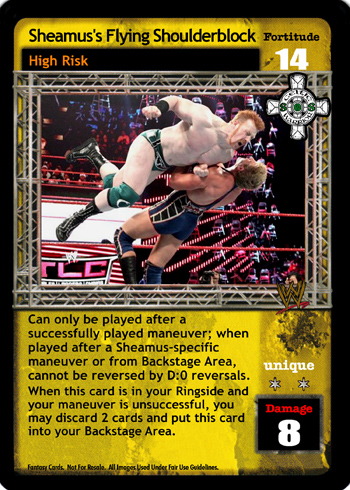 Sheamus's Flying Shoulderblock
Fortitude
High Risk
14
TLC
Can only be played after a
successfully played maneuver; when
played after a Sheamus-specific
maneuver or from Backstage Area,
cannot be reversed by D:0 reversals.
When this card is in your Ringside and
your maneuver is unsuccessful, you
may discard 2 cards and put this card
into your Backstage Area.
unique
Damage
8
Fantasy Cards. Not For Resale. All Images Used Under Fair Use Guidelines.